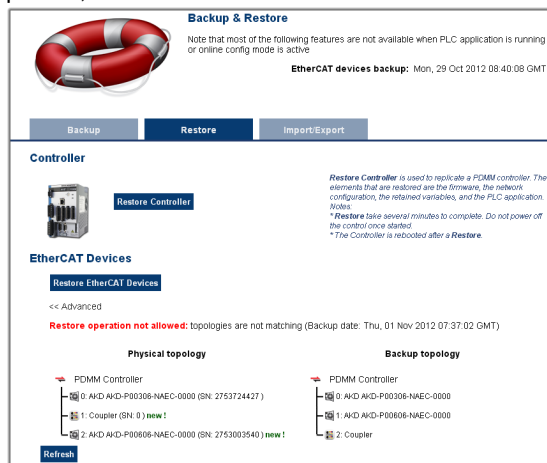 Backup & Restore
Note that most of the following features are not available when PLC application is running
or online config mode is active
EtherCAT devices backup: Mon, 29 Oct 2012 08:40:08 GMT
Backup Restore Import/Export
Controller
Restore Controller
Restore Controller is used to replicate a PDMM controller. The
elements that are restored are the firmware, the network
configuration, the retained variables, and the PLC application.
Notes:
* Restore take several minutes to complete. Do not power off
the control once started.
* The Controller is rebooted after a Restore.
EtherCAT Devices
Restore EtherCAT Devices
<< Advanced
Restore operation not allowed: topologies are not matching (Backup date: Thu, 01 Nov 2012 07:37:02 GMT)
Physical topology
PDMM Controller
0: AKD AKD-P00306-NAEC-0000 (SN: 2753724427 )
1: Coupler (SN: 0 ) new !
2: AKD AKD-P00606-NAEC-0000 (SN: 2753003540 ) new !
Backup topology
PDMM Controller
0: AKD AKD-P00306-NAEC-0000
1: AKD AKD-P00606-NAEC-0000
2: Coupler
Refresh